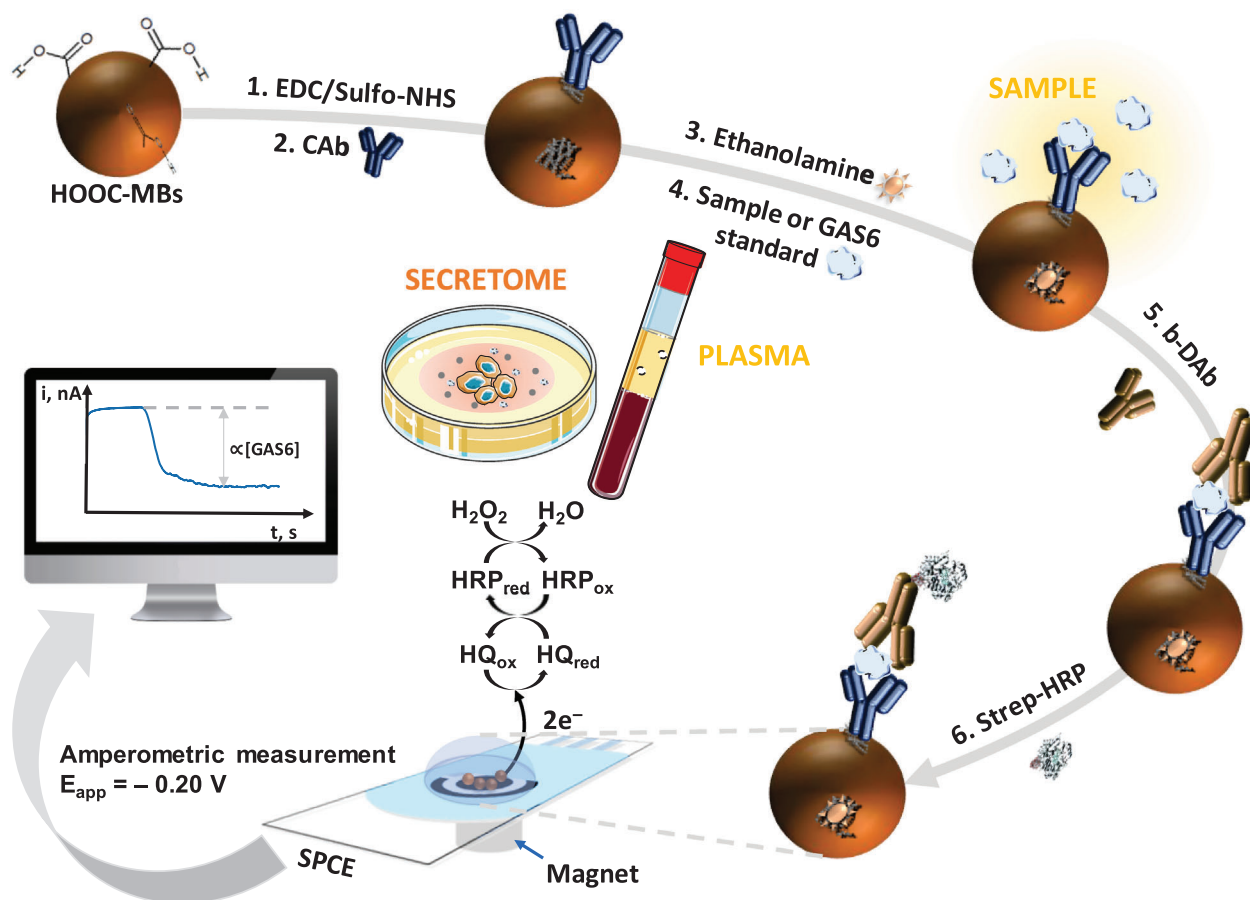 HOOC-MBs
1. EDC/Sulfo-NHS
2. CAb
3. Ethanolamine
4. Sample or GAS6
standard
SAMPLE
5. b-DAb
6. Strep-HRP
SECRETOME
PLASMA
i, nA
∝[GAS6]
t, s
H₂O₂ H₂O
HRPred HRPox
HQox HQred
2e⁻
Amperometric measurement
Eapp = – 0.20 V
SPCE
Magnet